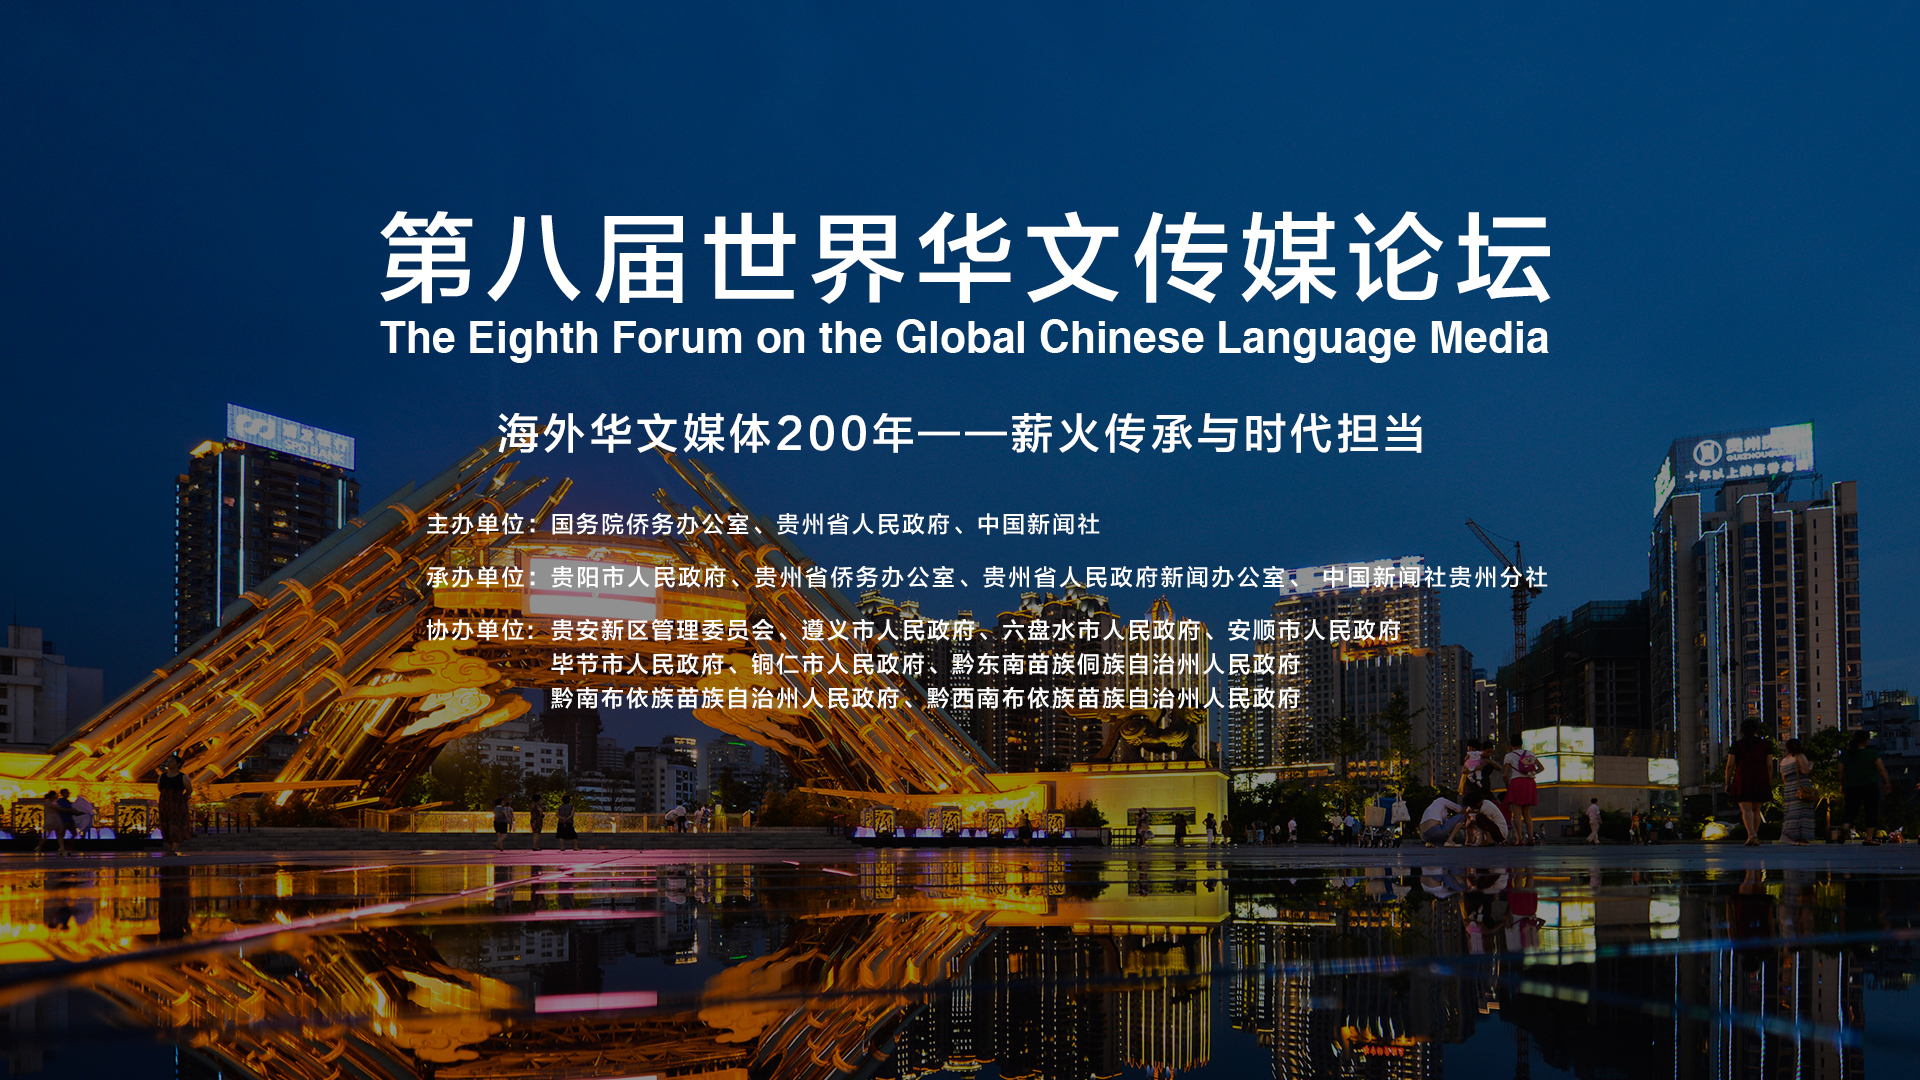 第八届世界华文传媒论坛
The Eighth Forum on the Global Chinese Language Media
海外华文媒体200年——薪火传承与时代担当
主办单位：国务院侨务办公室、贵州省人民政府、中国新闻社
承办单位：贵阳市人民政府、贵州省侨务办公室、贵州省人民政府新闻办公室、 中国新闻社贵州分社
协办单位：贵安新区管理委员会、遵义市人民政府、六盘水市人民政府、安顺市人民政府
毕节市人民政府、铜仁市人民政府、黔东南苗族侗族自治州人民政府
黔南布依族苗族自治州人民政府、黔西南布依族苗族自治州人民政府
SPD BANK
贵州